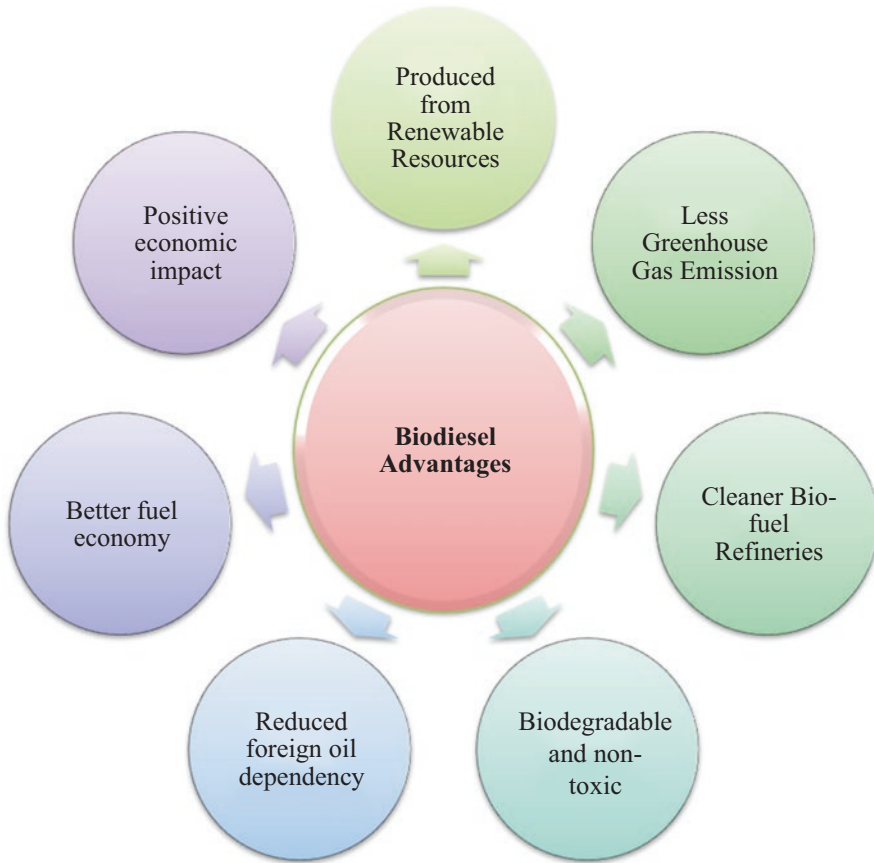 Produced
from
Renewable
Resources
Less
Greenhouse
Gas Emission
Cleaner Bio-
fuel
Refineries
Biodegradable
and non-
toxic
Reduced
foreign oil
dependency
Better fuel
economy
Positive
economic
impact
Biodiesel
Advantages